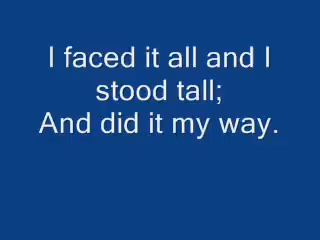 I faced it all and I
stood tall;
And did it my way.